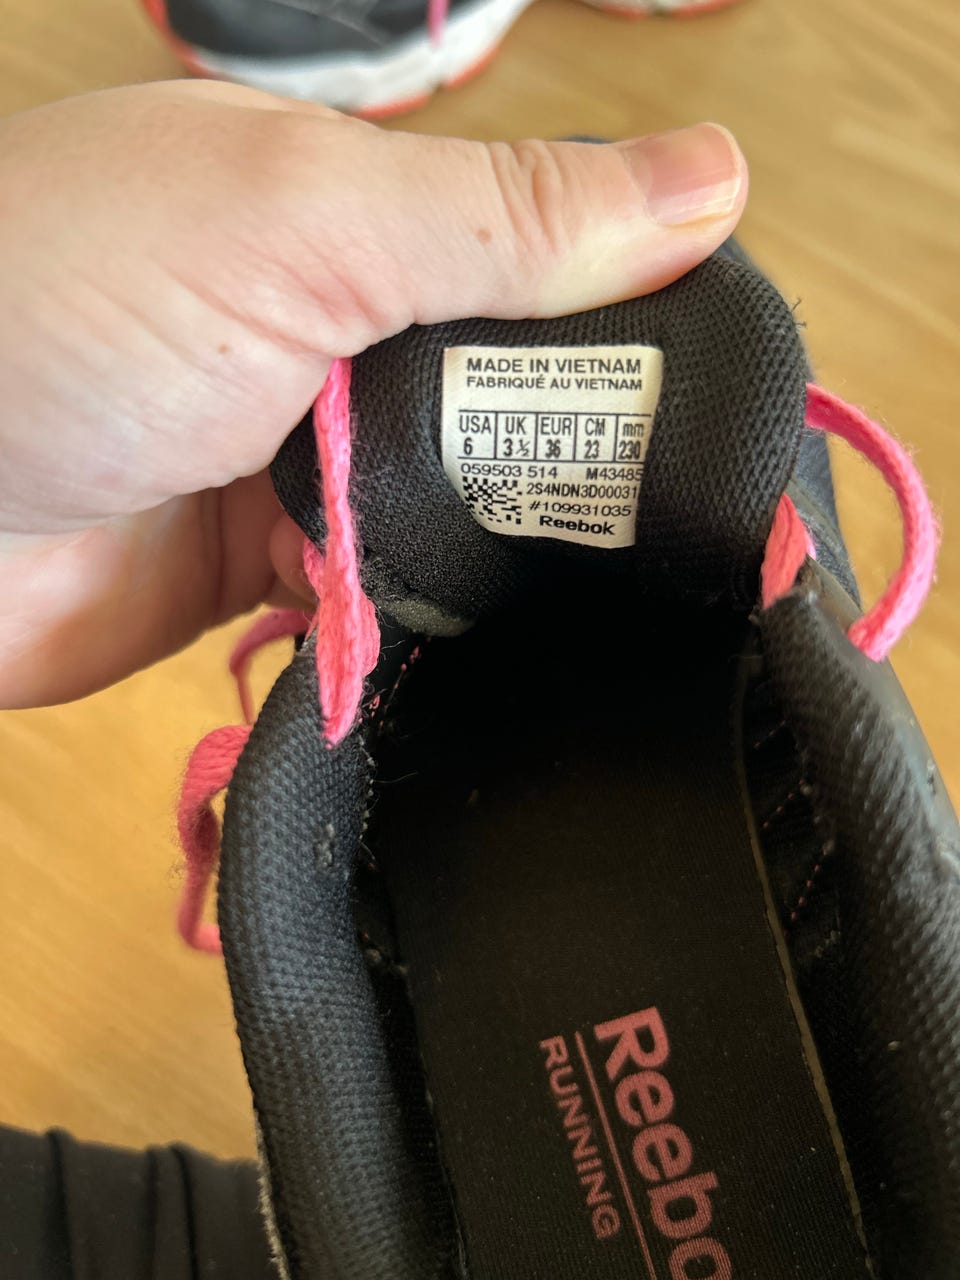 MADE IN VIETNAM
FABRIQUÉ AU VIETNAM
USA UK EUR CM mm
6 3½ 36 23 230
059503 514 M43485
2S4NDN3D00031
#109931035
Reebok
Reebo
RUNNING